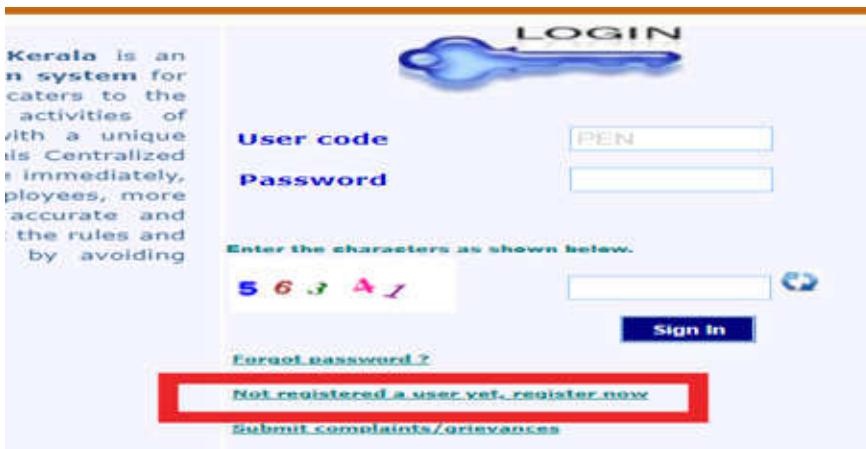 Kerala is an
n system for
caters to the
activities of
with a unique
is Centralized
immediately,
ployees, more
accurate and
the rules and
by avoiding
LOGIN
User code
PEN
Password
Enter the characters as shown below.
5 6 3 4 1
Sign In
Forgot password ?
Not registered a user yet, register now
Submit complaints/grievances